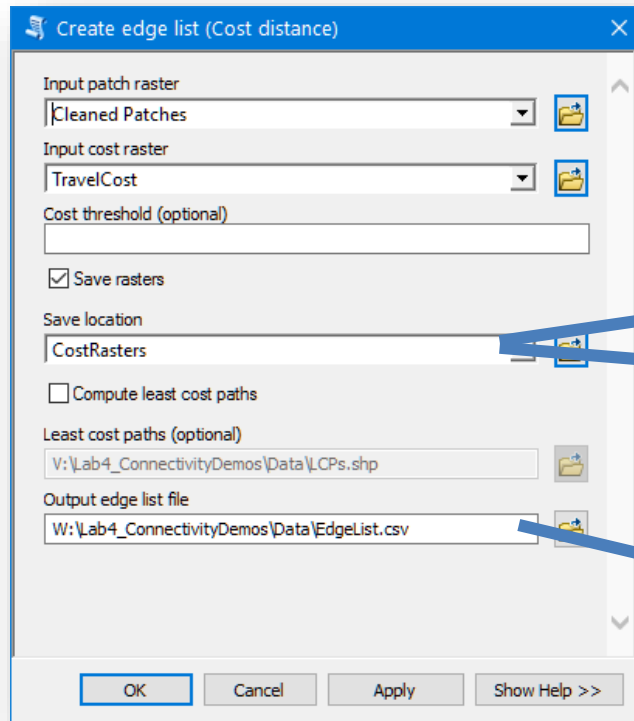 Create edge list (Cost distance)
Input patch raster
Cleaned Patches
Input cost raster
TravelCost
Cost threshold (optional)
Save rasters
Save location
CostRasters
Compute least cost paths
Least cost paths (optional)
V:\Lab4_ConnectivityDemos\Data\LCPs.shp
Output edge list file
W:\Lab4_ConnectivityDemos\Data\EdgeList.csv
OK Cancel Apply Show Help >>